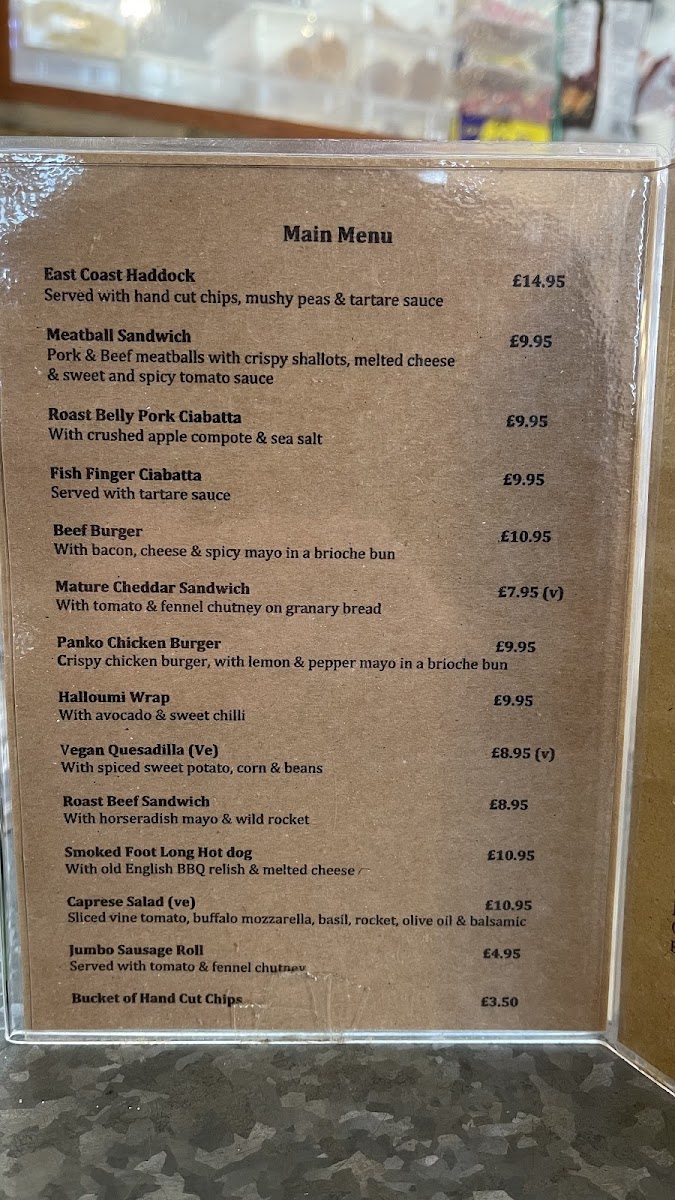 Main Menu
East Coast Haddock £14.95
Served with hand cut chips, mushy peas & tartare sauce
Meatball Sandwich £9.95
Pork & Beef meatballs with crispy shallots, melted cheese
& sweet and spicy tomato sauce
Roast Belly Pork Ciabatta £9.95
With crushed apple compote & sea salt
Fish Finger Ciabatta £9.95
Served with tartare sauce
Beef Burger £10.95
With bacon, cheese & spicy mayo in a brioche bun
Mature Cheddar Sandwich £7.95 (v)
With tomato & fennel chutney on granary bread
Panko Chicken Burger £9.95
Crispy chicken burger, with lemon & pepper mayo in a brioche bun
Halloumi Wrap £9.95
With avocado & sweet chilli
Vegan Quesadilla (Ve) £8.95 (v)
With spiced sweet potato, corn & beans
Roast Beef Sandwich £8.95
With horseradish mayo & wild rocket
Smoked Foot Long Hot dog £10.95
With old English BBQ relish & melted cheese
Caprese Salad (ve) £10.95
Sliced vine tomato, buffalo mozzarella, basil, rocket, olive oil & balsamic
Jumbo Sausage Roll £4.95
Served with tomato & fennel chutney
Bucket of Hand Cut Chips £3.50